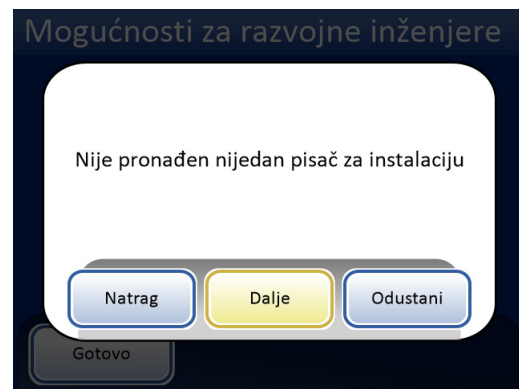 Mogućnosti za razvojne inženjere
Nije pronađen nijedan pisač za instalaciju
Natrag
Dalje
Odustani
Gotovo